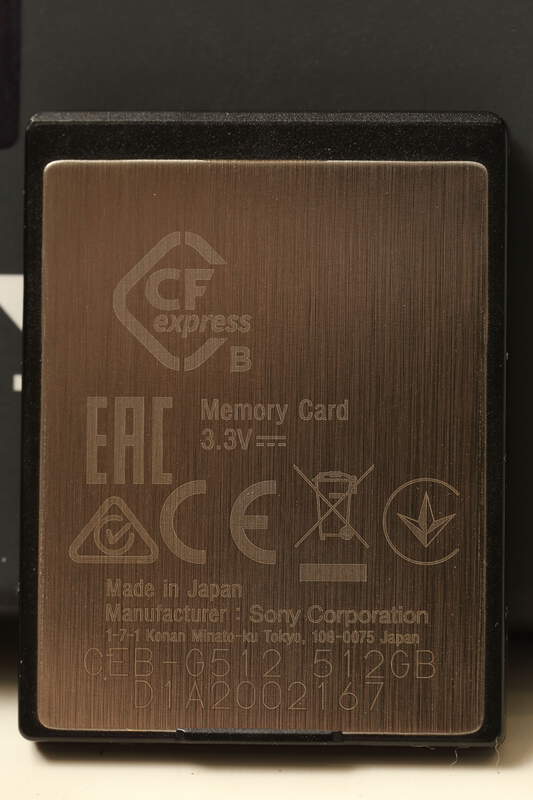 CF
express
B
EAC
Memory Card
3.3V
CE
Made in Japan
Manufacturer : Sony Corporation
1-7-1 Konan Minato-ku Tokyo, 108-0075 Japan
CEB-G512 512GB
D1A2002167